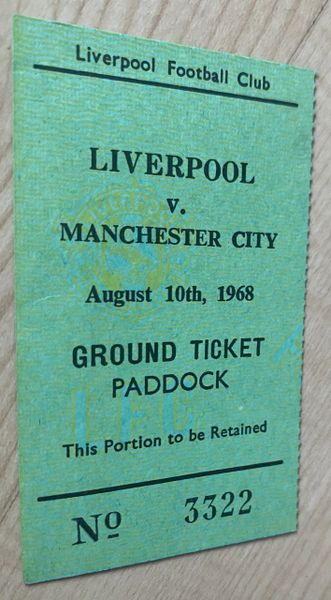 Liverpool Football Club
LIVERPOOL
v.
MANCHESTER CITY
August 10th, 1968
GROUND TICKET
PADDOCK
This Portion to be Retained
Nº 3322